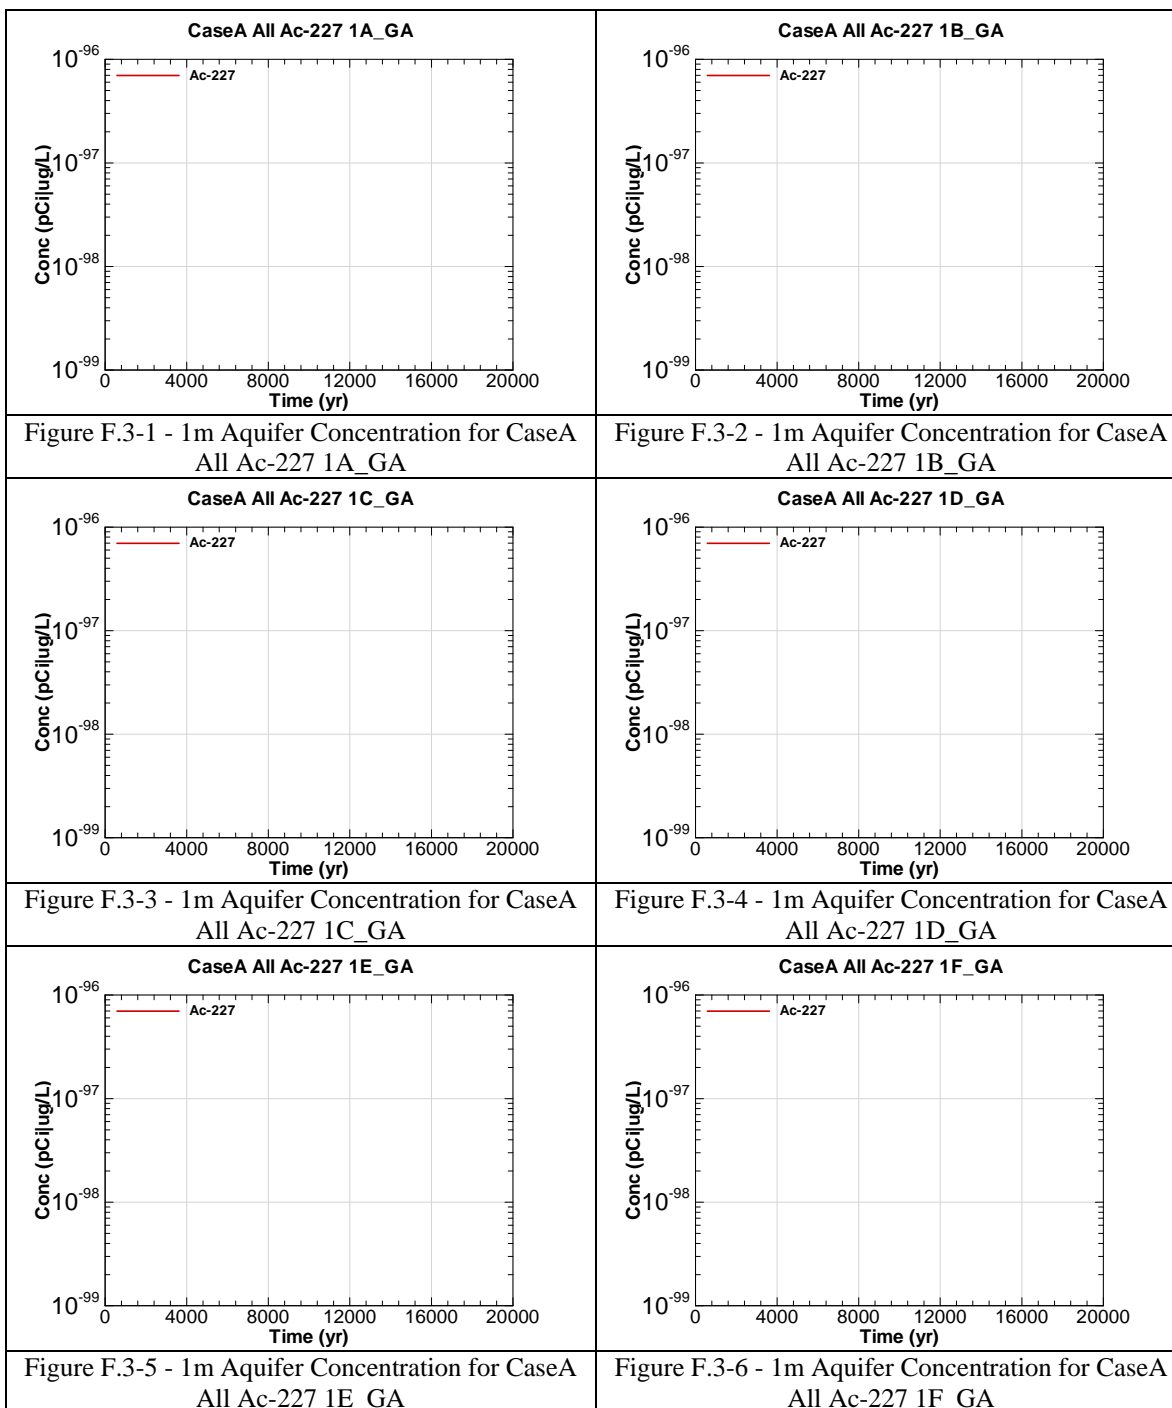 CaseA All Ac-227 1A_GA
Ac-227
Conc (pCi|ug/L)
10^-96
10^-97
10^-98
10^-99
0 4000 8000 12000 16000 20000
Time (yr)
Figure F.3-1 - 1m Aquifer Concentration for CaseA
All Ac-227 1A_GA
CaseA All Ac-227 1B_GA
Ac-227
Conc (pCi|ug/L)
10^-96
10^-97
10^-98
10^-99
0 4000 8000 12000 16000 20000
Time (yr)
Figure F.3-2 - 1m Aquifer Concentration for CaseA
All Ac-227 1B_GA
CaseA All Ac-227 1C_GA
Ac-227
Conc (pCi|ug/L)
10^-96
10^-97
10^-98
10^-99
0 4000 8000 12000 16000 20000
Time (yr)
Figure F.3-3 - 1m Aquifer Concentration for CaseA
All Ac-227 1C_GA
CaseA All Ac-227 1D_GA
Ac-227
Conc (pCi|ug/L)
10^-96
10^-97
10^-98
10^-99
0 4000 8000 12000 16000 20000
Time (yr)
Figure F.3-4 - 1m Aquifer Concentration for CaseA
All Ac-227 1D_GA
CaseA All Ac-227 1E_GA
Ac-227
Conc (pCi|ug/L)
10^-96
10^-97
10^-98
10^-99
0 4000 8000 12000 16000 20000
Time (yr)
Figure F.3-5 - 1m Aquifer Concentration for CaseA
All Ac-227 1E_GA
CaseA All Ac-227 1F_GA
Ac-227
Conc (pCi|ug/L)
10^-96
10^-97
10^-98
10^-99
0 4000 8000 12000 16000 20000
Time (yr)
Figure F.3-6 - 1m Aquifer Concentration for CaseA
All Ac-227 1F_GA